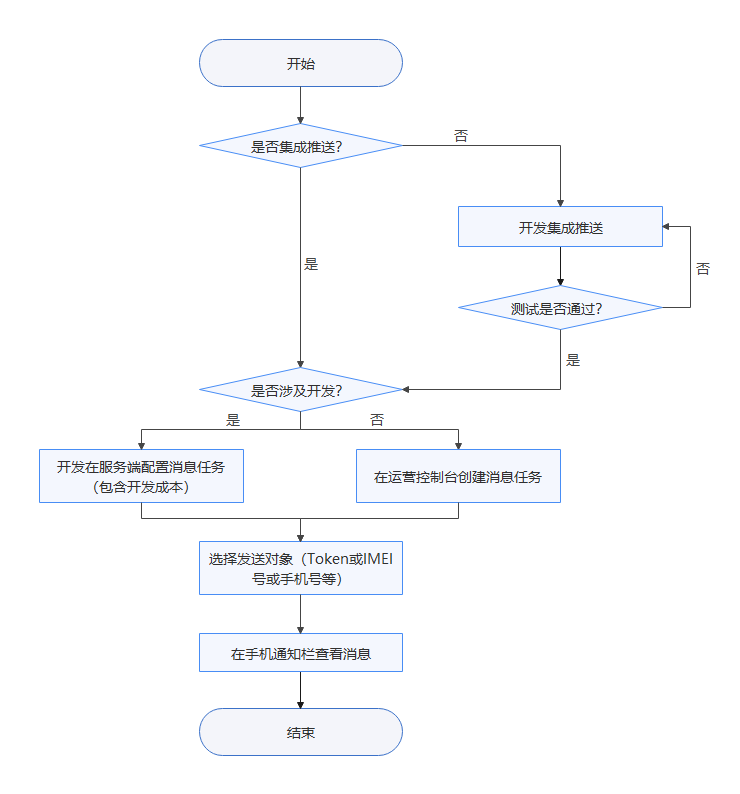 开始
是否集成推送？
否
开发集成推送
否
是
测试是否通过？
是
是否涉及开发？
是
否
开发在服务端配置消息任务
（包含开发成本）
在运营控制台创建消息任务
选择发送对象（Token或IMEI
号或手机号等）
在手机通知栏查看消息
结束